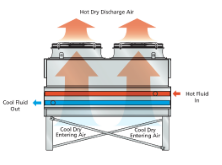 Hot Dry Discharge Air
Hot Fluid
In
Cool Fluid
Out
Cool Dry
Entering Air
Cool Dry
Entering Air